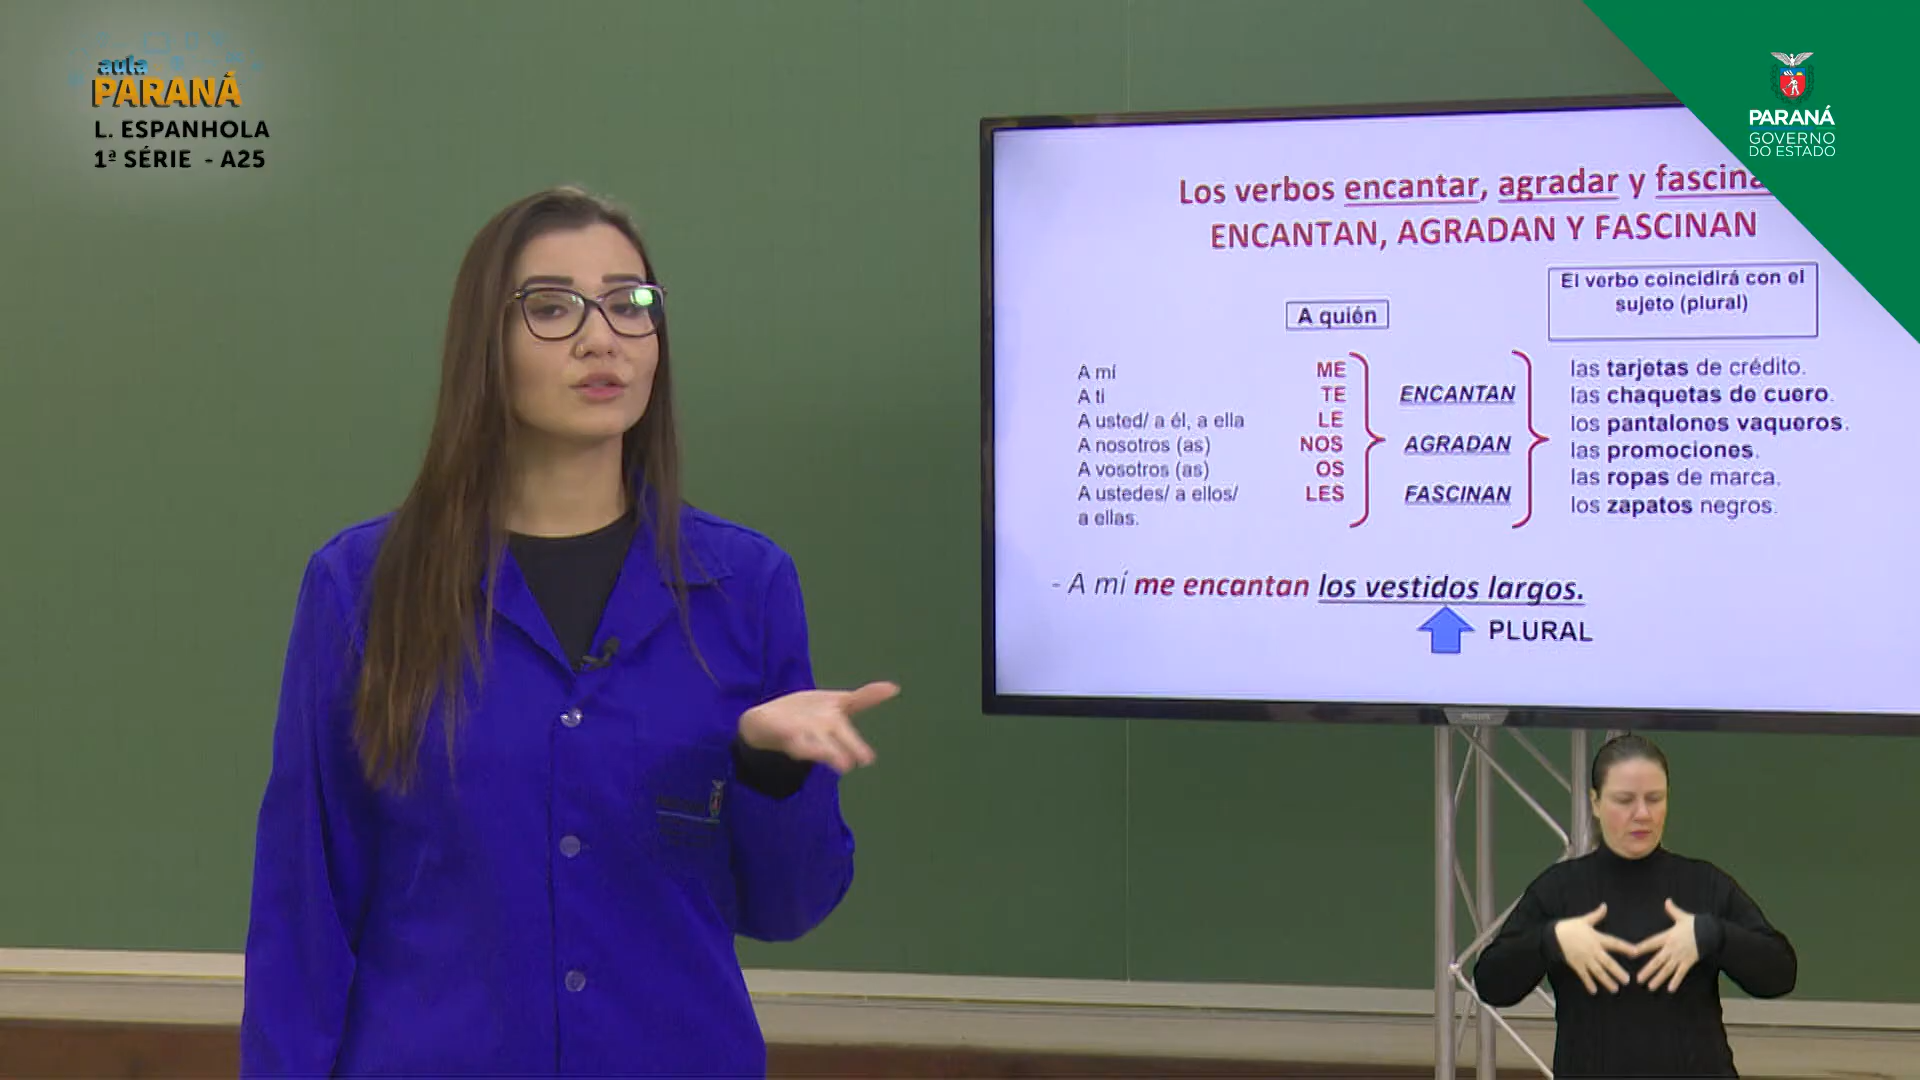 aula
PARANÁ
L. ESPANHOLA
1ª SÉRIE - A25
PARANÁ
GOVERNO
DO ESTADO
Los verbos encantar, agradar y
ENCANTAN, AGRADAN Y FASCINAN
El verbo coincidirá con el
sujeto (plural)
A quién
A mí ME
A ti TE
A usted/ a él, a ella LE
A nosotros (as) NOS
A vosotros (as) OS
A ustedes/ a ellos/ LES
a ellas.
ENCANTAN
AGRADAN
FASCINAN
las tarjetas de crédito.
las chaquetas de cuero.
los pantalones vaqueros.
las promociones.
las ropas de marca.
los zapatos negros.
- A mí me encantan los vestidos largos.
PLURAL
PHILIPS